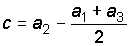 c = a₂ − (a₁ + a₃)/2